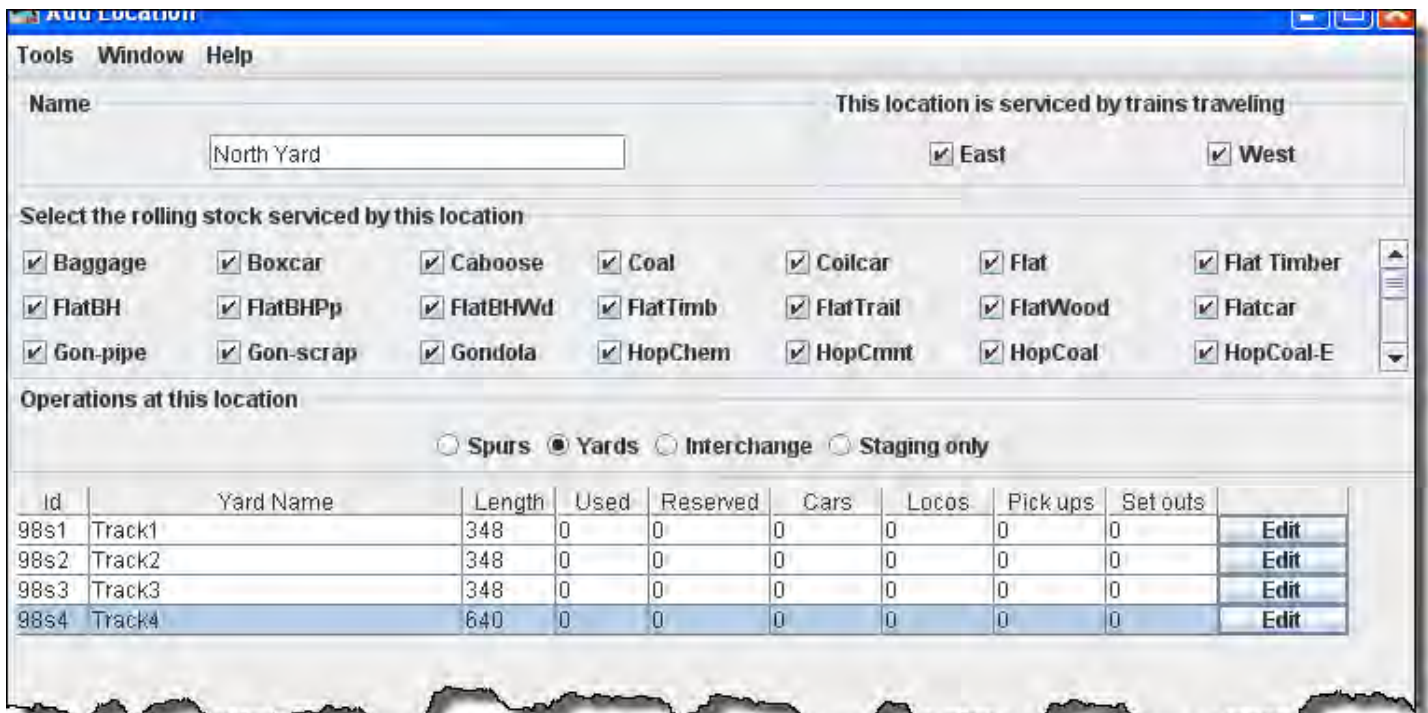 Add Location
Tools Window Help
Name
This location is serviced by trains traveling
North Yard
East West
Select the rolling stock serviced by this location
Baggage Boxcar Caboose Coal Coilcar Flat Flat Timber
FlatBH FlatBHPp FlatBHWd FlatTimb FlatTrail FlatWood Flatcar
Gon-pipe Gon-scrap Gondola HopChem HopCmnt HopCoal HopCoal-E
Operations at this location
Spurs Yards Interchange Staging only
Id Yard Name Length Used Reserved Cars Locos Pick ups Set outs
98s1 Track1 348 0 0 0 0 0 0 Edit
98s2 Track2 348 0 0 0 0 0 0 Edit
98s3 Track3 348 0 0 0 0 0 0 Edit
98s4 Track4 640 0 0 0 0 0 0 Edit